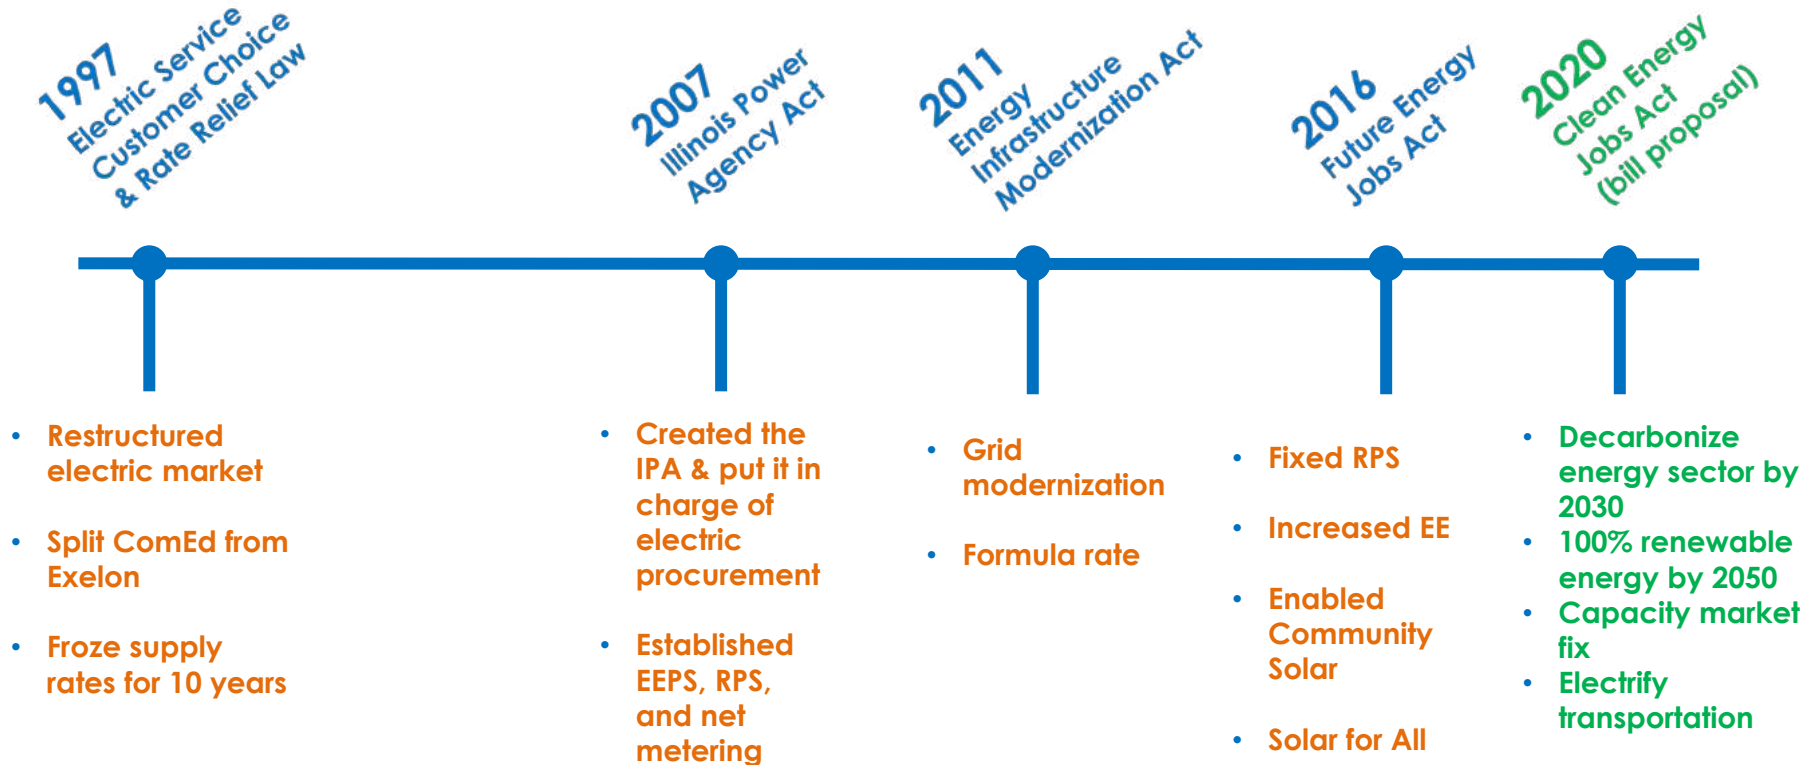 1997
Electric Service
Customer Choice
& Rate Relief Law
2007
Illinois Power
Agency Act
2011
Energy
Infrastructure
Modernization Act
2016
Future Energy
Jobs Act
2020
Clean Energy
Jobs Act
(bill proposal)
• Restructured
electric market
• Split ComEd from
Exelon
• Froze supply
rates for 10 years
• Created the
IPA & put it in
charge of
electric
procurement
• Established
EEPS, RPS,
and net
metering
• Grid
modernization
• Formula rate
• Fixed RPS
• Increased EE
• Enabled
Community
Solar
• Solar for All
• Decarbonize
energy sector by
2030
• 100% renewable
energy by 2050
• Capacity market
fix
• Electrify
transportation